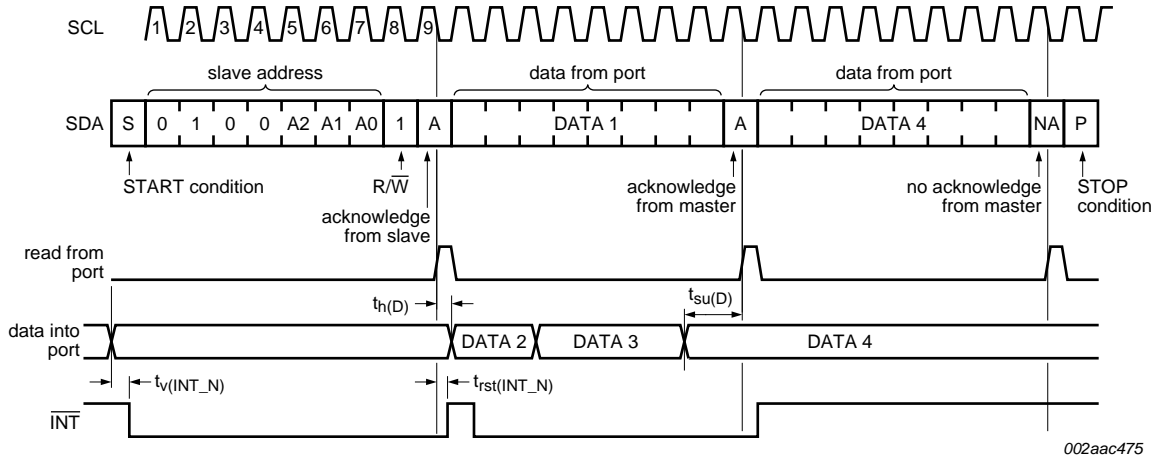 SCL 1 2 3 4 5 6 7 8 9
slave address data from port data from port
SDA S 0 1 0 0 A2 A1 A0 1 A DATA 1 A DATA 4 NA P
START condition R/W̅ acknowledge from slave acknowledge from master no acknowledge from master STOP condition
read from port
th(D) tsu(D)
data into port DATA 2 DATA 3 DATA 4
tv(INT_N) trst(INT_N)
I̅N̅T̅
002aac475